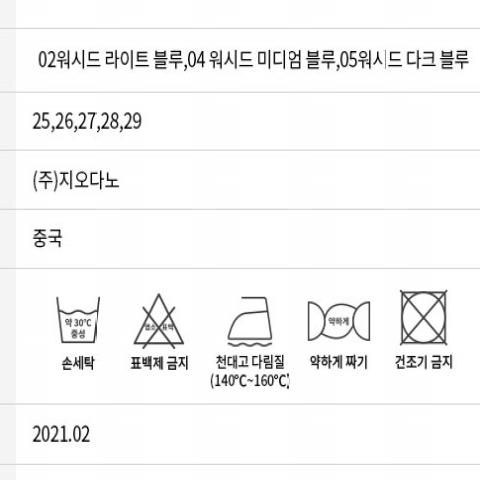 02워시드 라이트 블루,04 워시드 미디엄 블루,05워시드 다크 블루
25,26,27,28,29
(주)지오다노
중국
약 30℃
중성
염소 표백
약하게
손세탁 표백제 금지 천대고 다림질 약하게 짜기 건조기 금지
(140℃~160℃)
2021.02